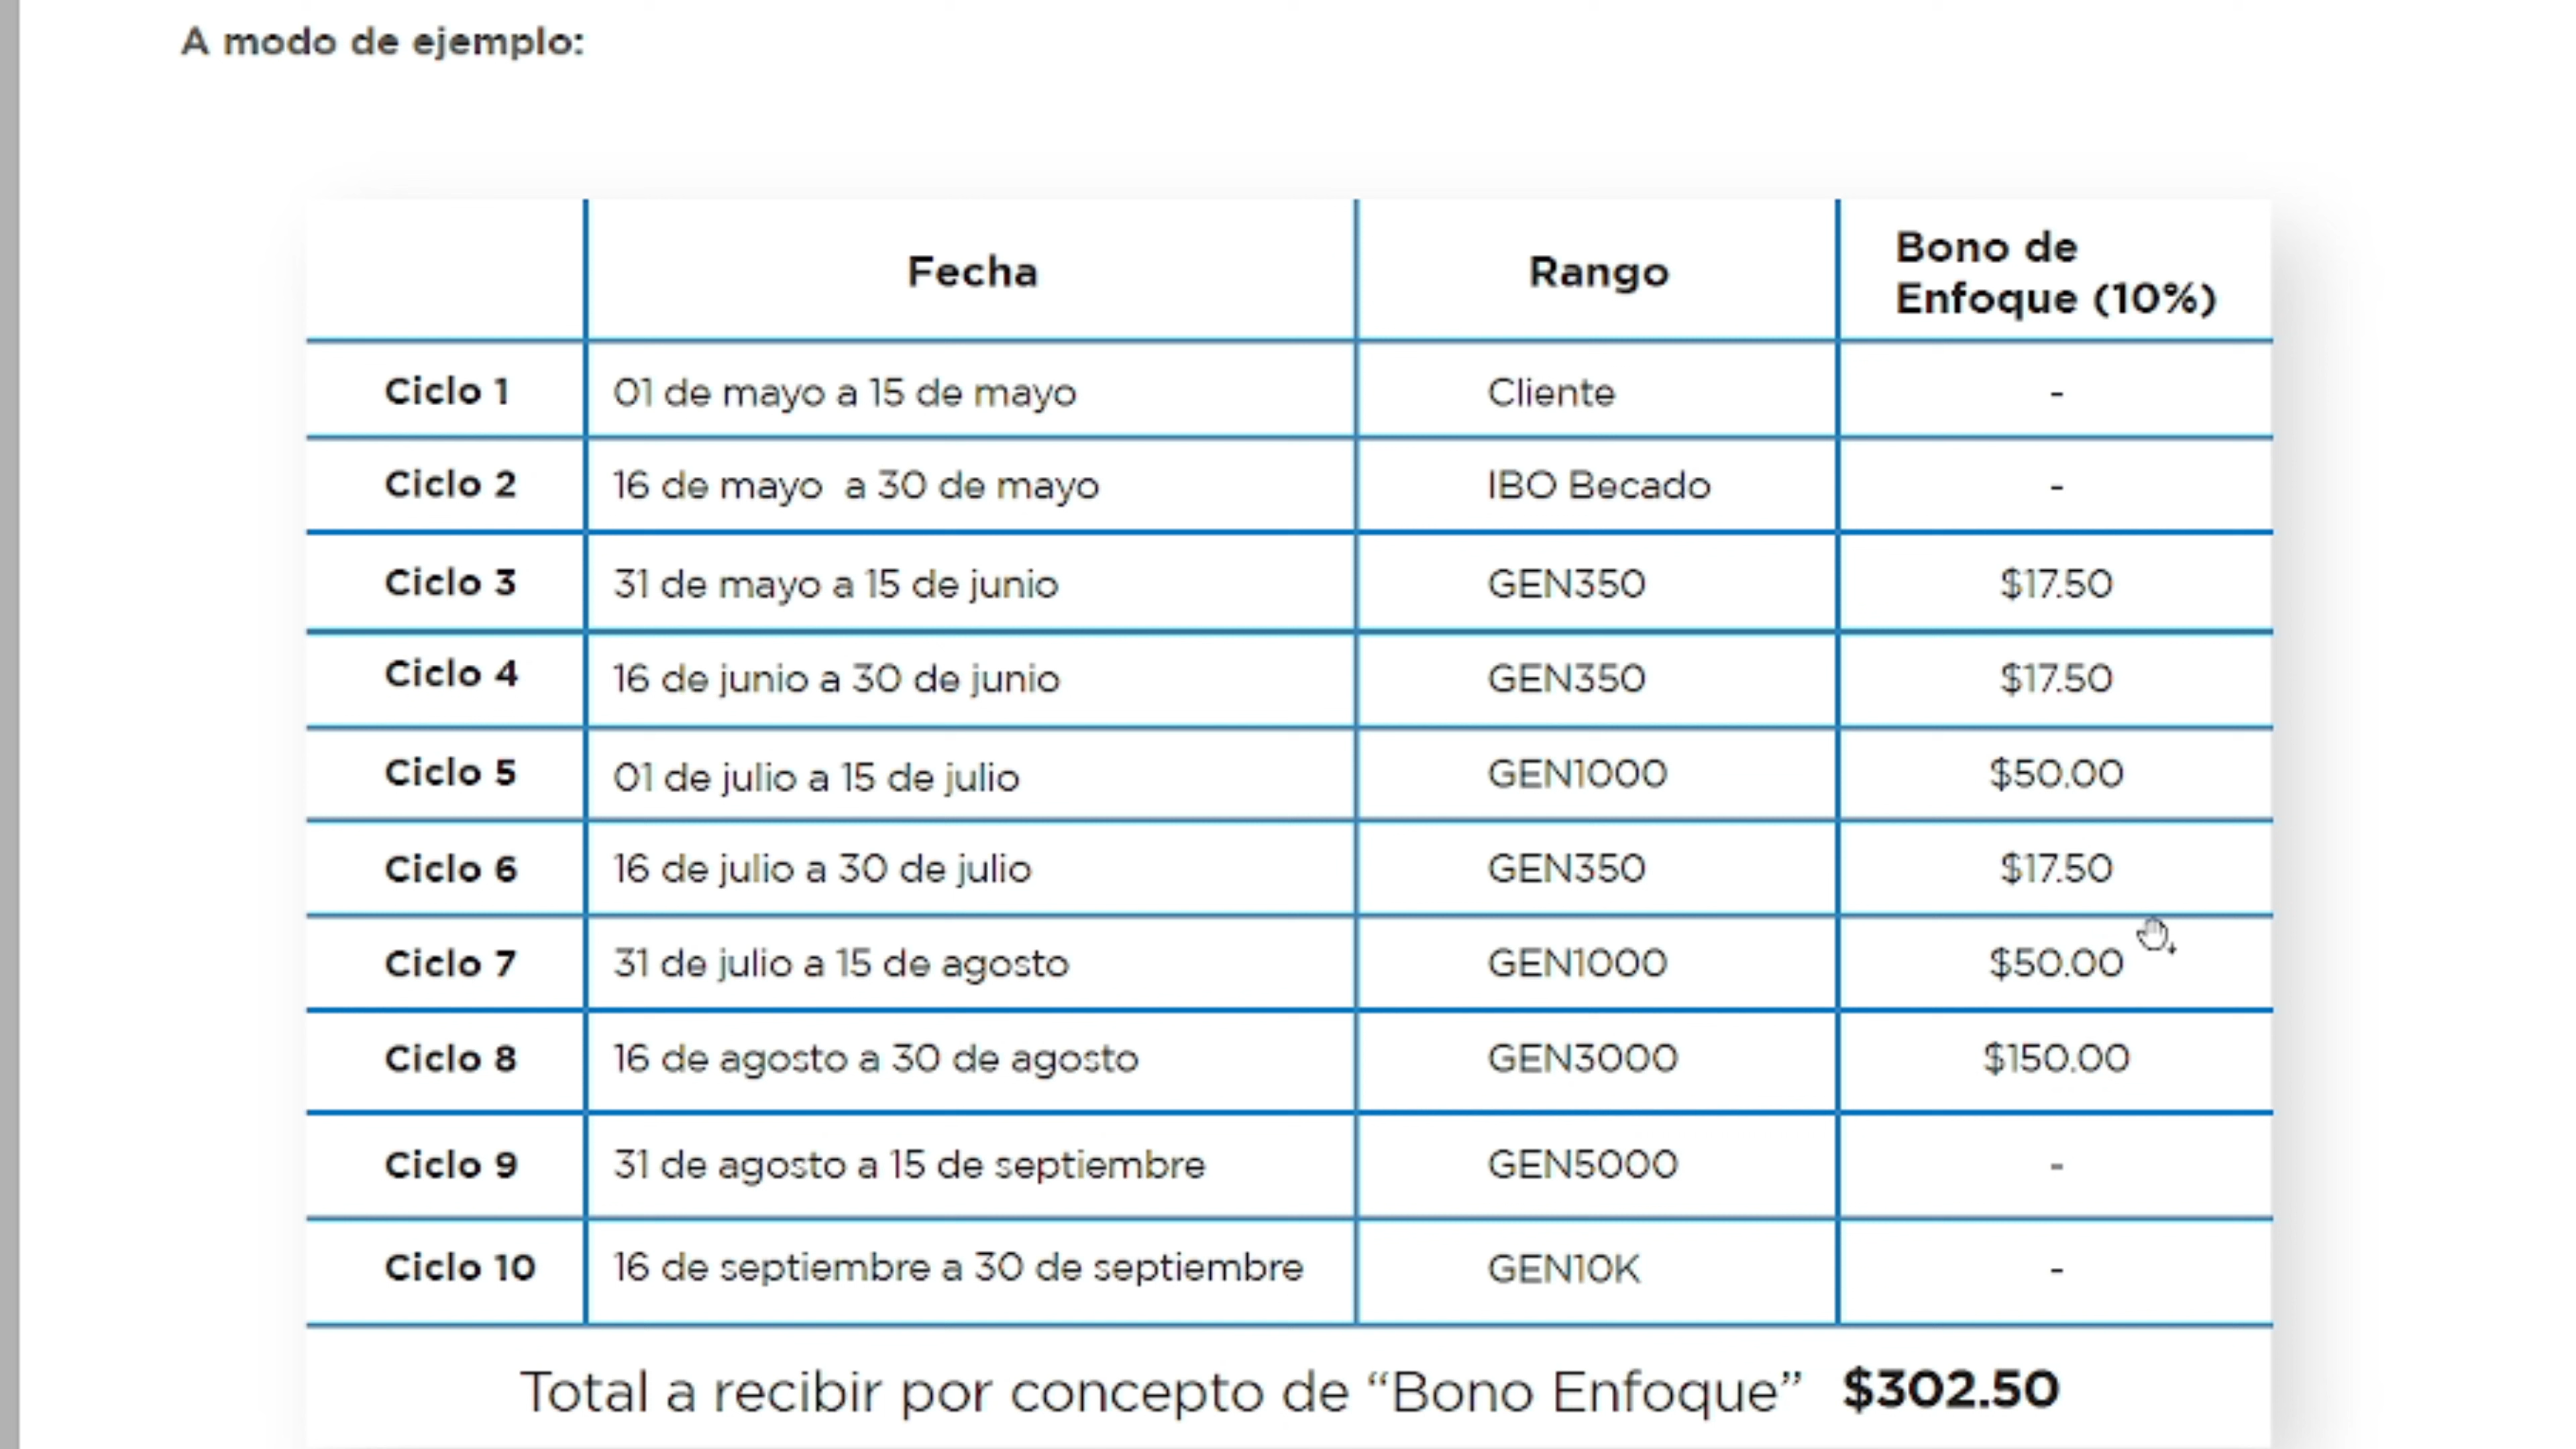 A modo de ejemplo:
Fecha Rango Bono de
Enfoque (10%)
Ciclo 1 01 de mayo a 15 de mayo Cliente -
Ciclo 2 16 de mayo a 30 de mayo IBO Becado -
Ciclo 3 31 de mayo a 15 de junio GEN350 $17.50
Ciclo 4 16 de junio a 30 de junio GEN350 $17.50
Ciclo 5 01 de julio a 15 de julio GEN1000 $50.00
Ciclo 6 16 de julio a 30 de julio GEN350 $17.50
Ciclo 7 31 de julio a 15 de agosto GEN1000 $50.00
Ciclo 8 16 de agosto a 30 de agosto GEN3000 $150.00
Ciclo 9 31 de agosto a 15 de septiembre GEN5000 -
Ciclo 10 16 de septiembre a 30 de septiembre GEN10K -
Total a recibir por concepto de “Bono Enfoque” $302.50